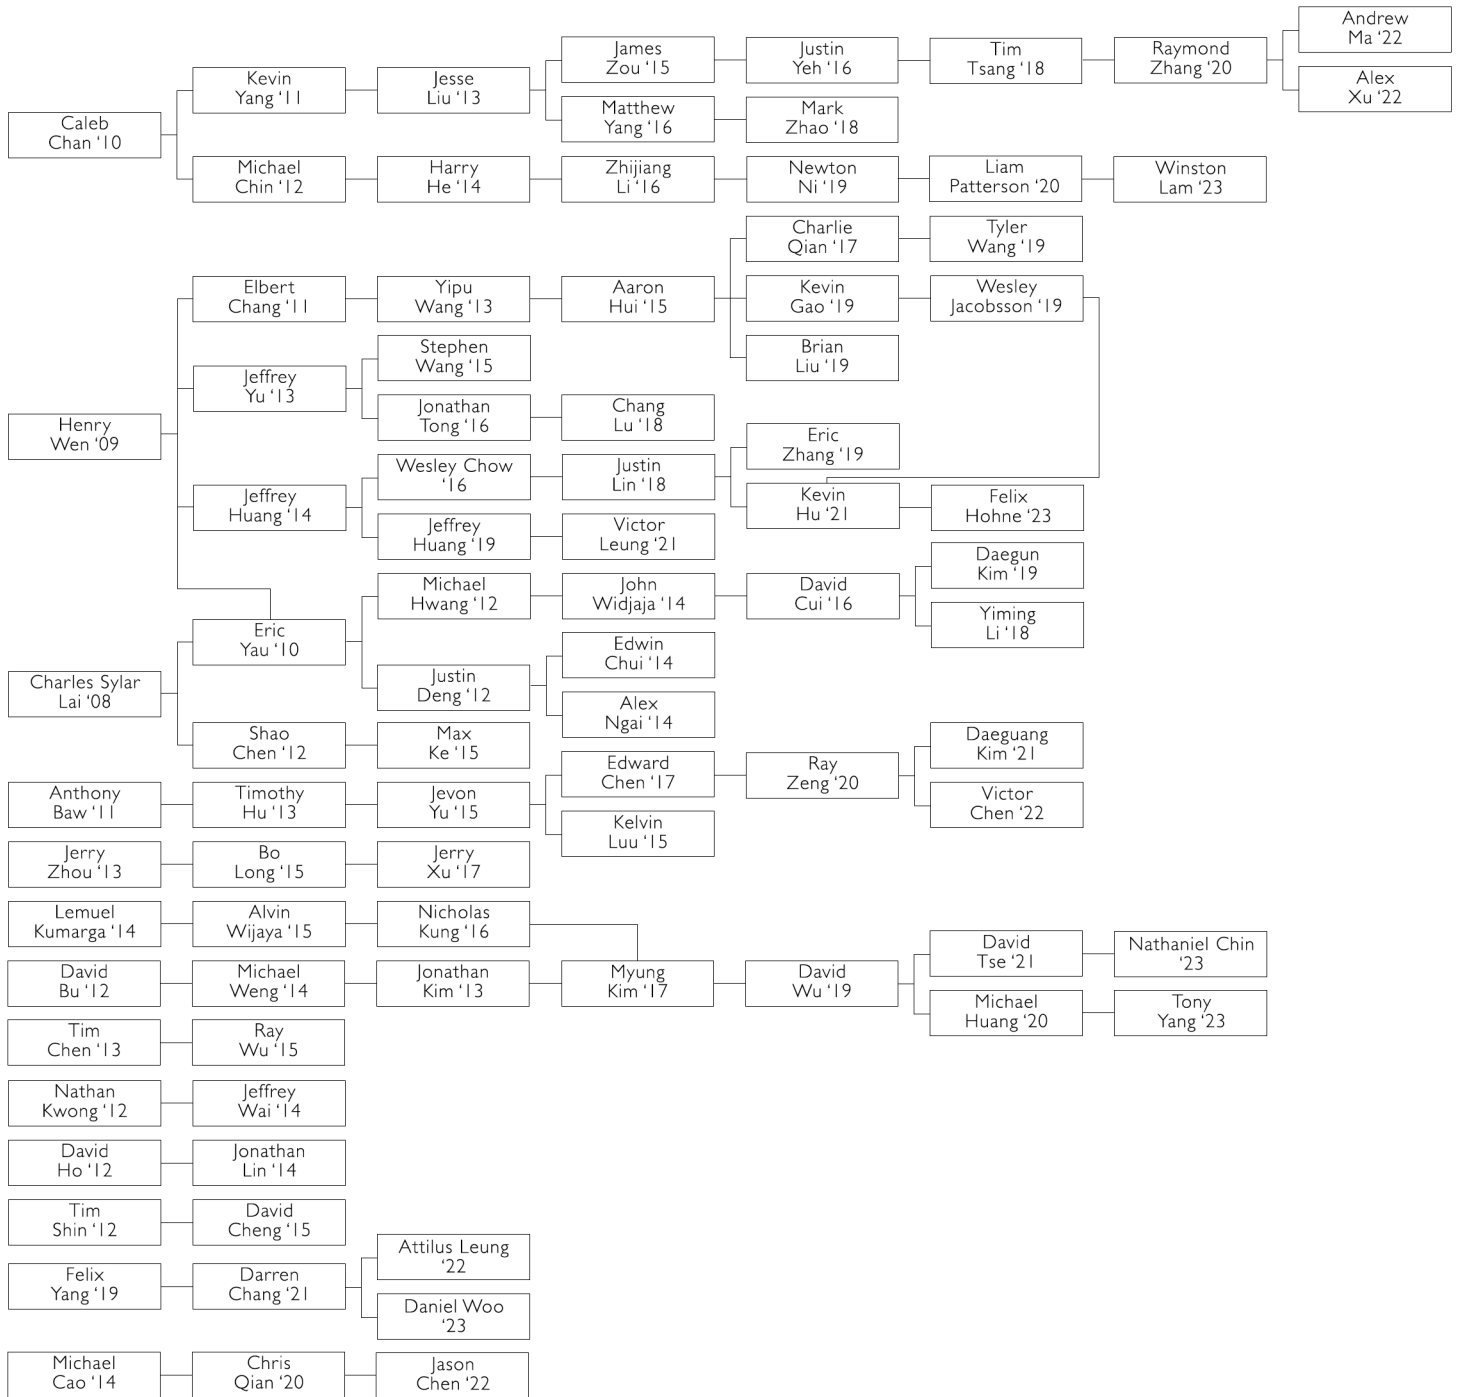 Andrew
Ma ‘22
James
Zou ‘15
Justin
Yeh ‘16
Tim
Tsang ‘18
Raymond
Zhang ‘20
Kevin
Yang ‘11
Jesse
Liu ‘13
Alex
Xu ‘22
Matthew
Yang ‘16
Mark
Zhao ‘18
Caleb
Chan ‘10
Michael
Chin ‘12
Harry
He ‘14
Zhijiang
Li ‘16
Newton
Ni ‘19
Liam
Patterson ‘20
Winston
Lam ‘23
Charlie
Qian ‘17
Tyler
Wang ‘19
Elbert
Chang ‘11
Yipu
Wang ‘13
Aaron
Hui ‘15
Kevin
Gao ‘19
Wesley
Jacobsson ‘19
Stephen
Wang ‘15
Brian
Liu ‘19
Jeffrey
Yu ‘13
Jonathan
Tong ‘16
Chang
Lu ‘18
Henry
Wen ‘09
Eric
Zhang ‘19
Wesley Chow
‘16
Justin
Lin ‘18
Jeffrey
Huang ‘14
Kevin
Hu ‘21
Felix
Hohne ‘23
Jeffrey
Huang ‘19
Victor
Leung ‘21
Daegun
Kim ‘19
Michael
Hwang ‘12
John
Widjaja ‘14
David
Cui ‘16
Yiming
Li ‘18
Eric
Yau ‘10
Edwin
Chui ‘14
Charles Sylar
Lai ‘08
Justin
Deng ‘12
Alex
Ngai ‘14
Shao
Chen ‘12
Max
Ke ‘15
Daeguang
Kim ‘21
Edward
Chen ‘17
Ray
Zeng ‘20
Anthony
Baw ‘11
Timothy
Hu ‘13
Jevon
Yu ‘15
Victor
Chen ‘22
Kelvin
Luu ‘15
Jerry
Zhou ‘13
Bo
Long ‘15
Jerry
Xu ‘17
Lemuel
Kumarga ‘14
Alvin
Wijaya ‘15
Nicholas
Kung ‘16
David
Tse ‘21
Nathaniel Chin
‘23
David
Bu ‘12
Michael
Weng ‘14
Jonathan
Kim ‘13
Myung
Kim ‘17
David
Wu ‘19
Michael
Huang ‘20
Tony
Yang ‘23
Tim
Chen ‘13
Ray
Wu ‘15
Nathan
Kwong ‘12
Jeffrey
Wai ‘14
David
Ho ‘12
Jonathan
Lin ‘14
Tim
Shin ‘12
David
Cheng ‘15
Attilus Leung
‘22
Felix
Yang ‘19
Darren
Chang ‘21
Daniel Woo
‘23
Michael
Cao ‘14
Chris
Qian ‘20
Jason
Chen ‘22